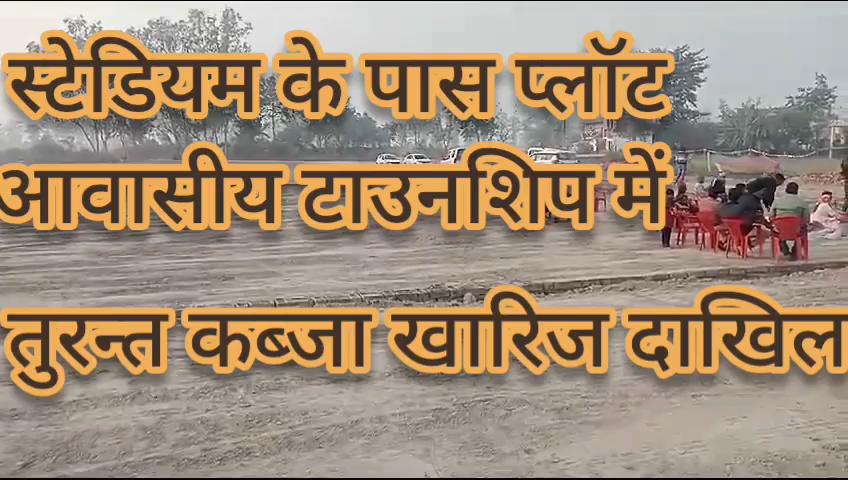 स्टेडियम के पास प्लॉट
आवासीय टाउनशिप में
तुरन्त कब्जा खारिज दाखिल